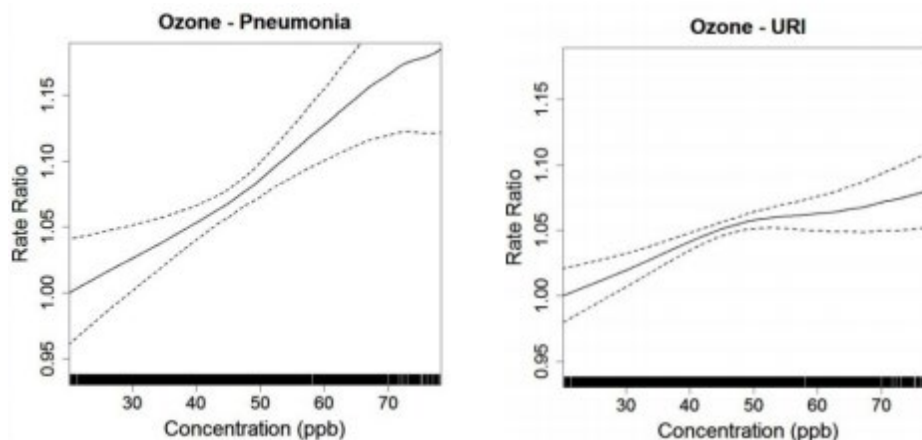 Ozone - Pneumonia
Rate Ratio
1.15
1.10
1.05
1.00
0.95
30 40 50 60 70
Concentration (ppb)
Ozone - URI
Rate Ratio
1.15
1.10
1.05
1.00
0.95
30 40 50 60 70
Concentration (ppb)